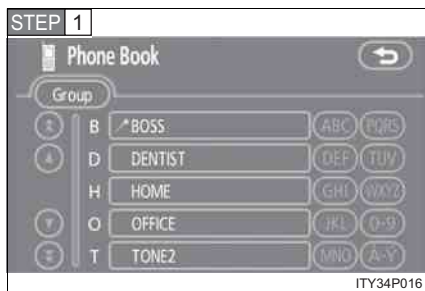 STEP 1
Phone Book
Group
B BOSS ABC PQRS
D DENTIST DEF TUV
H HOME GHI WXYZ
O OFFICE JKL 0-9
T TONE2 MNO À-Ý
ITY34P016